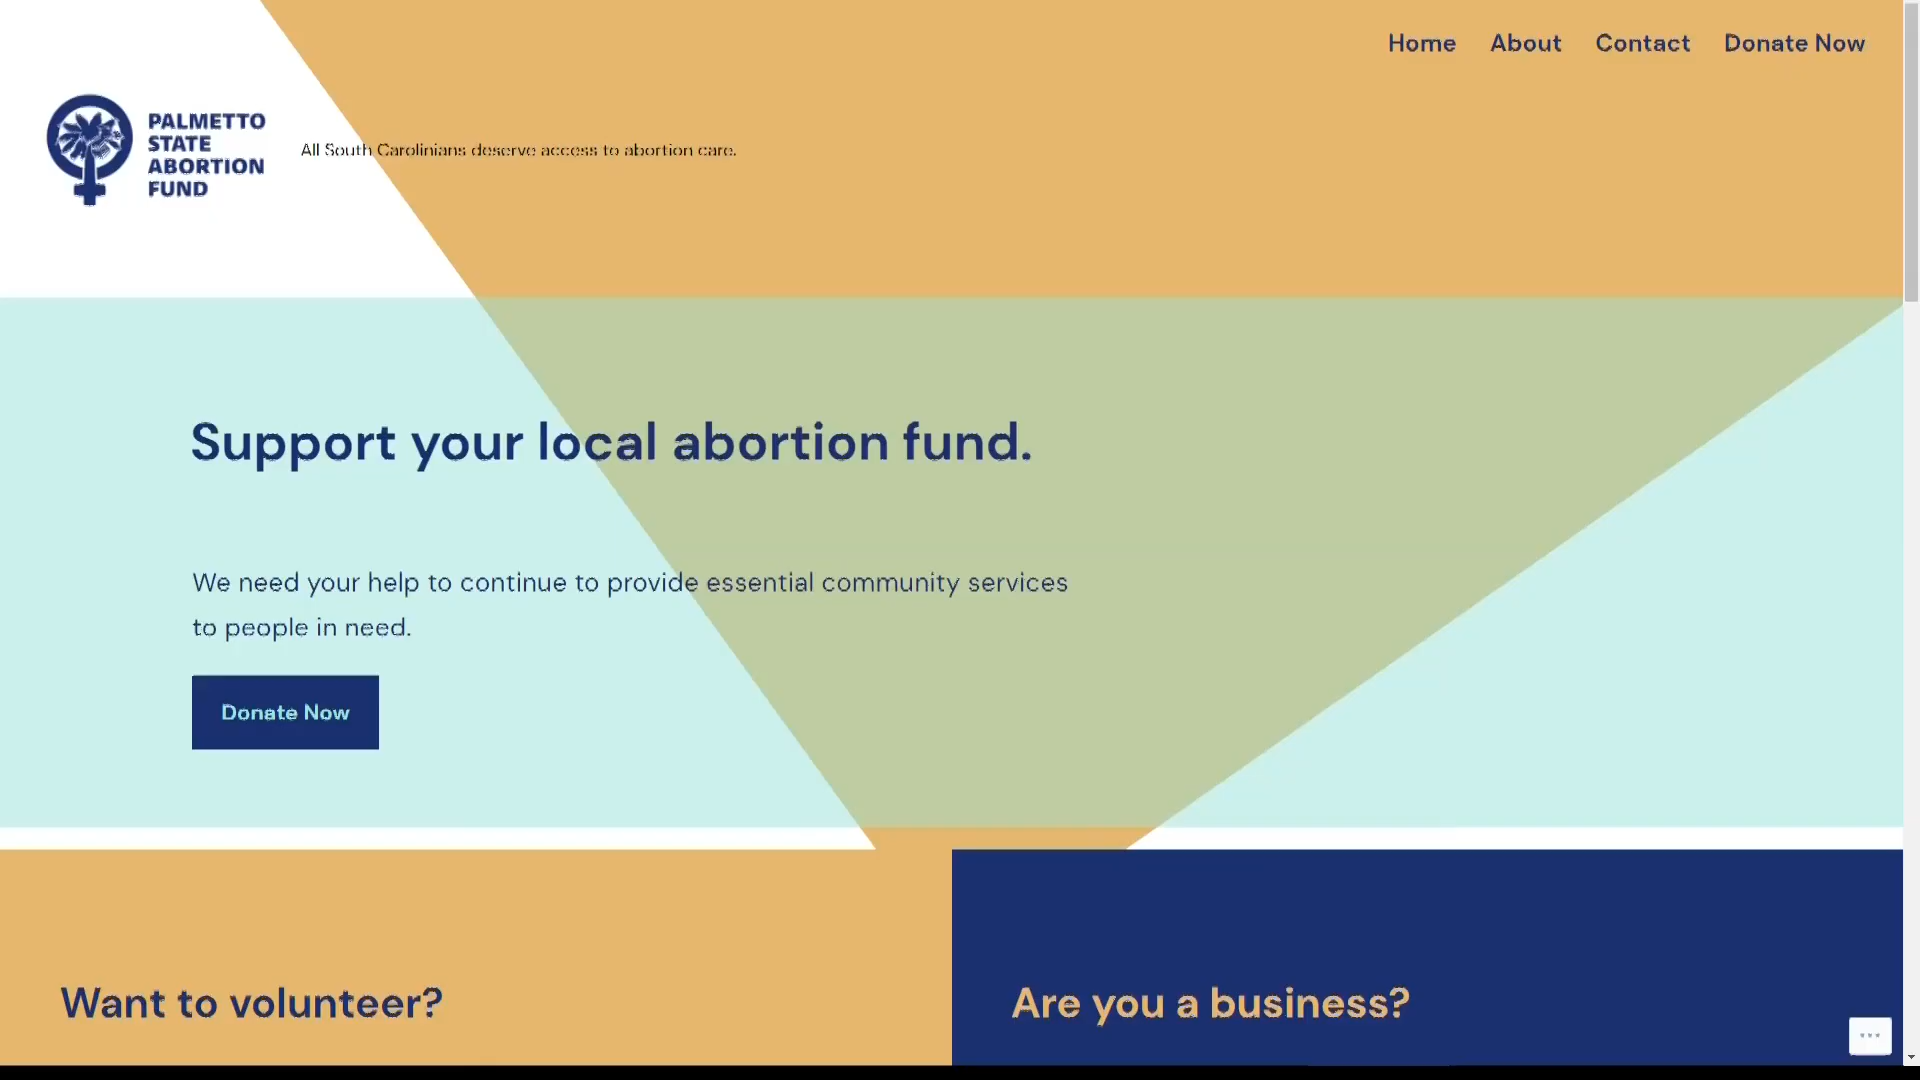 Home About Contact Donate Now
PALMETTO
STATE
ABORTION
FUND
All South Carolinians deserve access to abortion care.
Support your local abortion fund.
We need your help to continue to provide essential community services
to people in need.
Donate Now
Want to volunteer?
Are you a business?